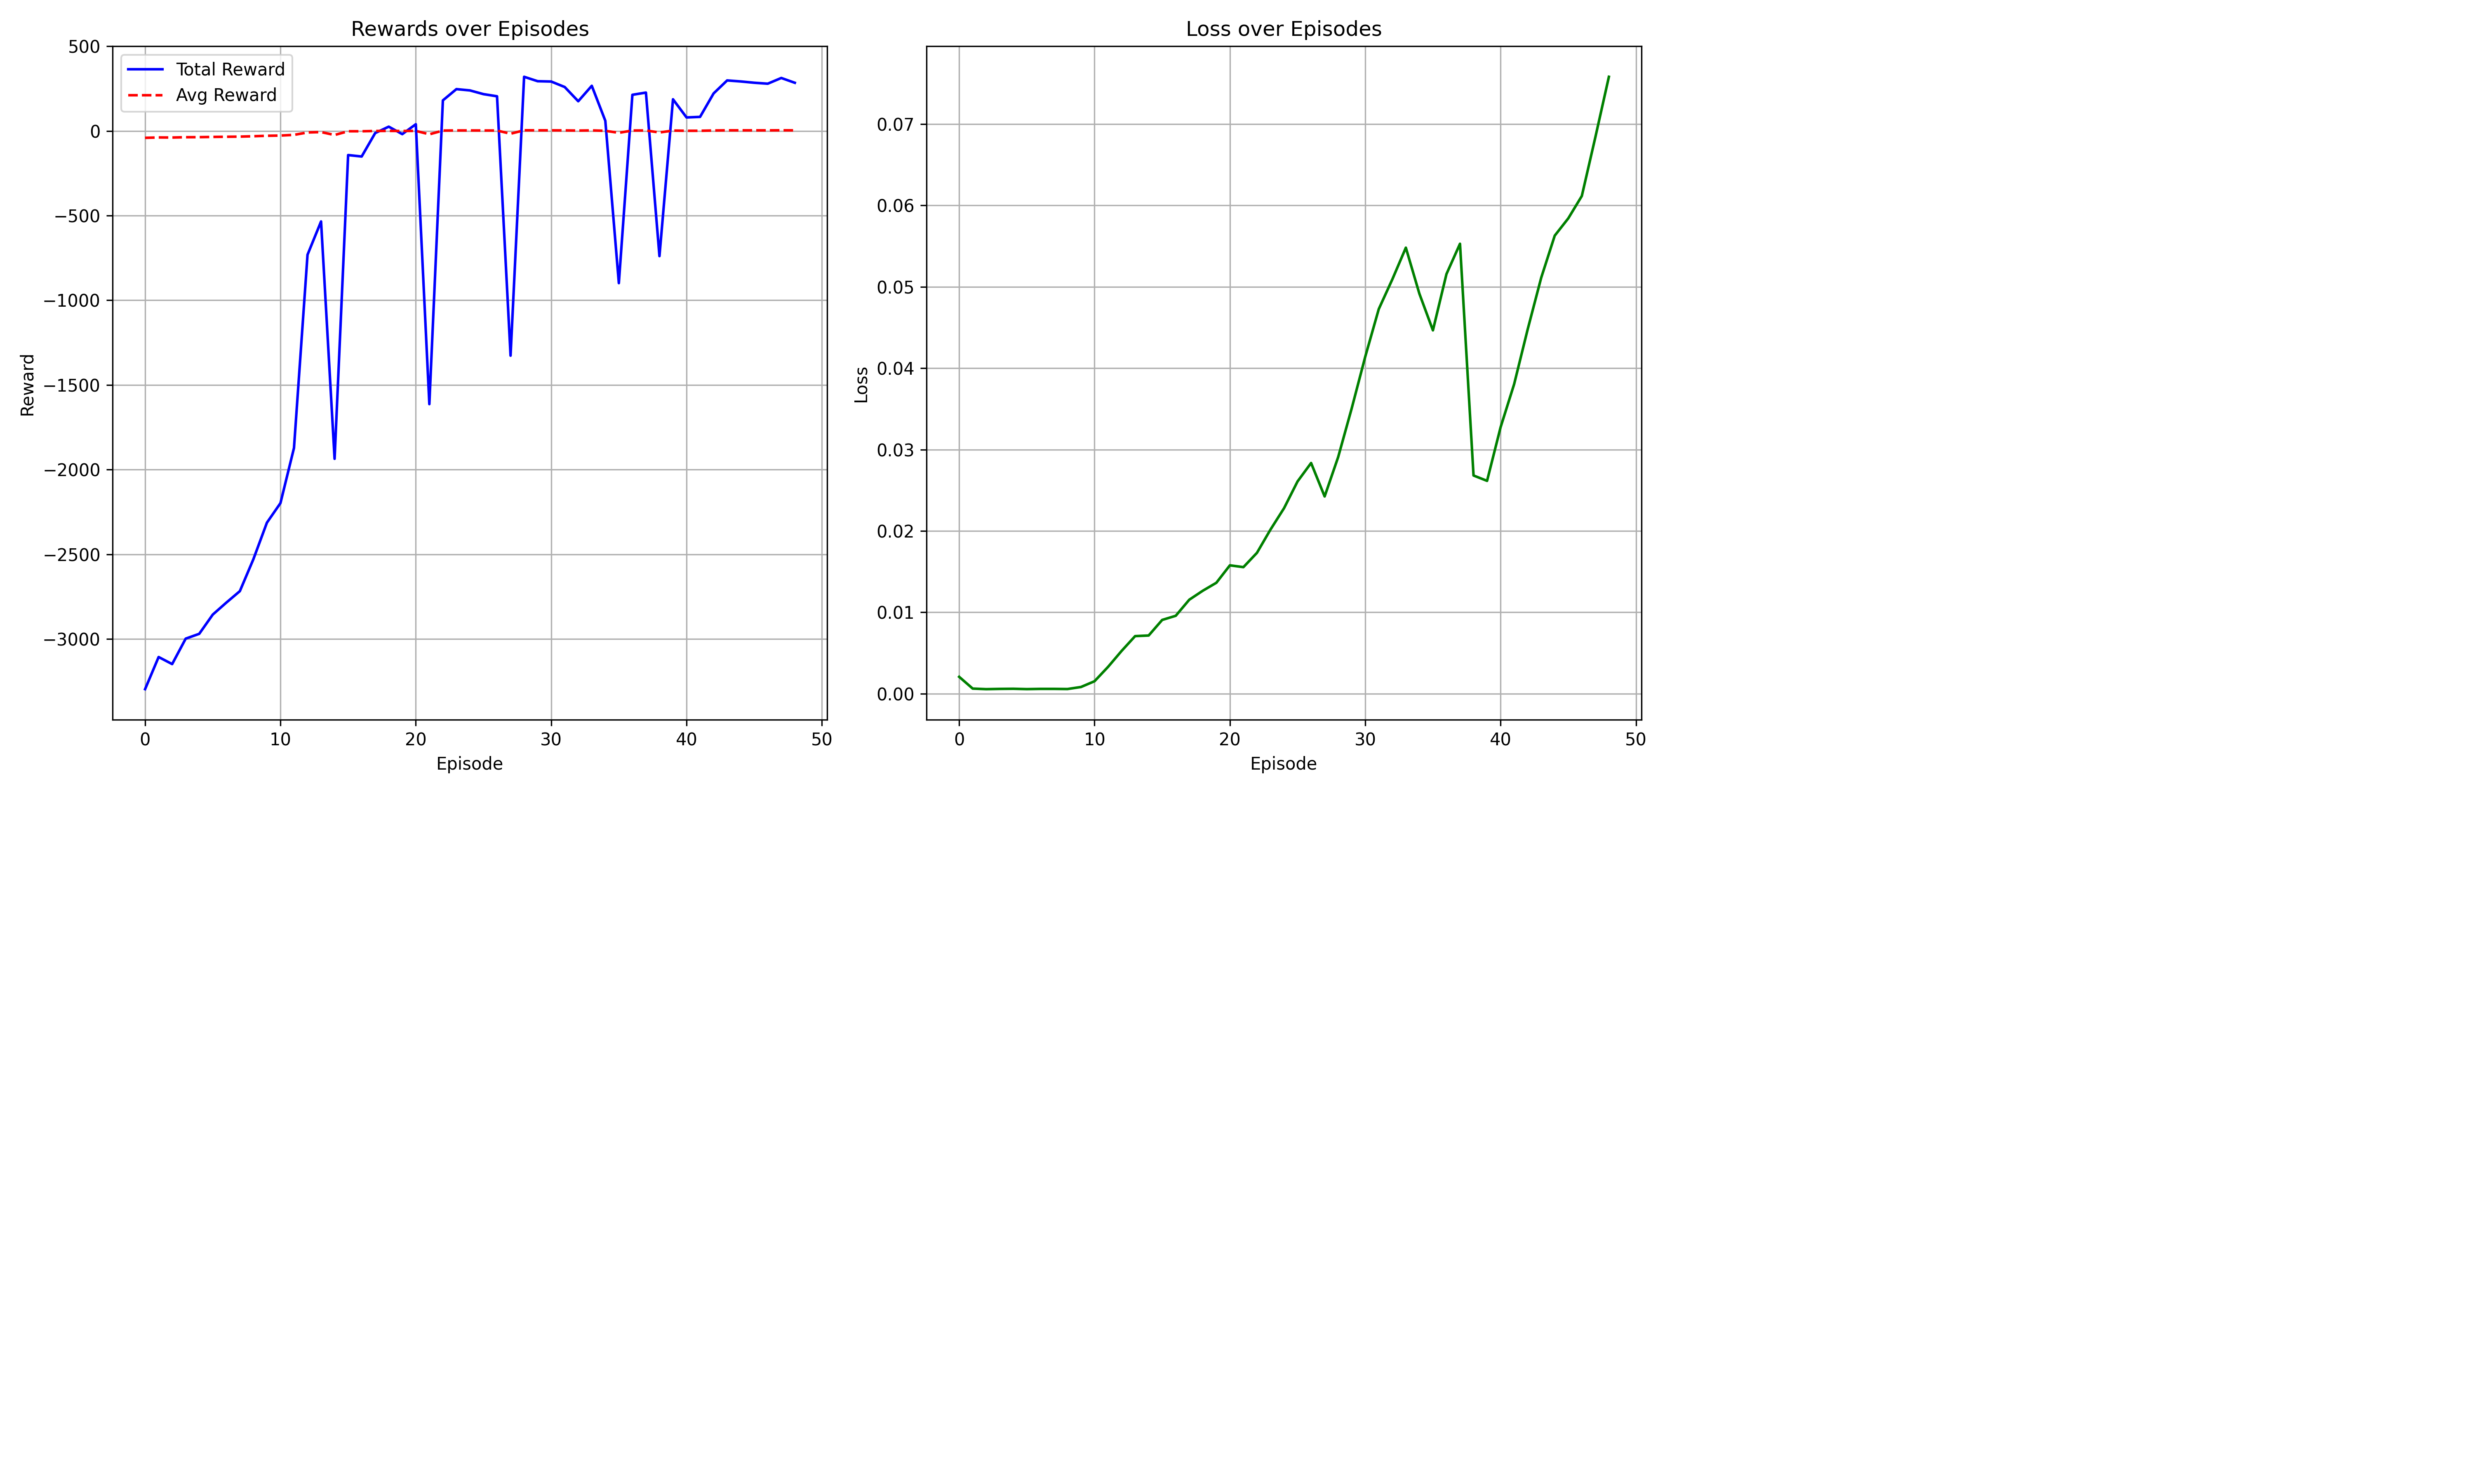 Rewards over Episodes
500
0
−500
−1000
−1500
−2000
−2500
−3000
Reward
Total Reward
Avg Reward
0 10 20 30 40 50
Episode
Loss over Episodes
0.07
0.06
0.05
0.04
0.03
0.02
0.01
0.00
Loss
0 10 20 30 40 50
Episode